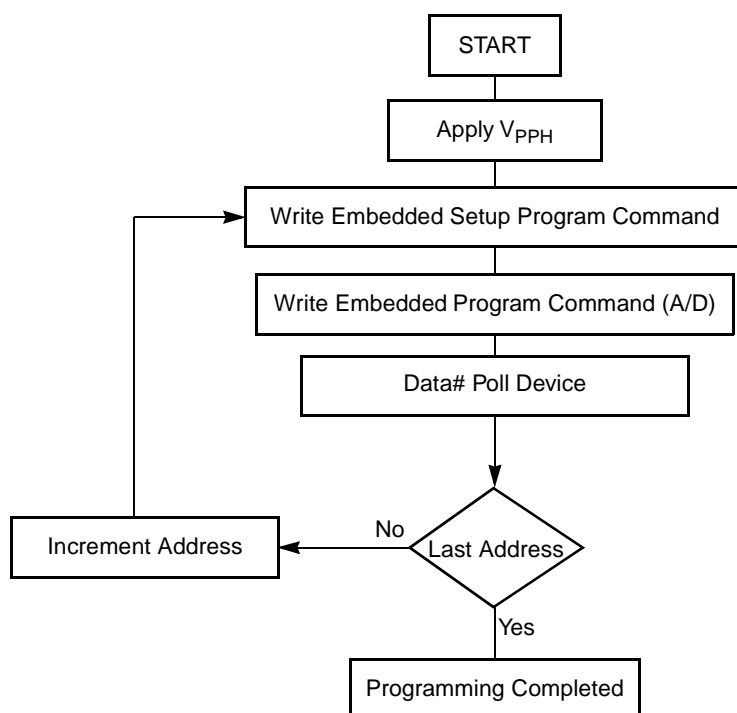 START
Apply VPPH
Write Embedded Setup Program Command
Write Embedded Program Command (A/D)
Data# Poll Device
No
Increment Address
Last Address
Yes
Programming Completed